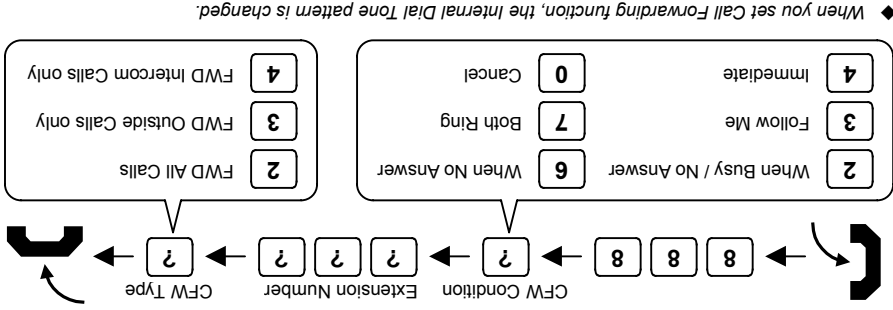 CFW Condition Extension Number CFW Type
8 8 8 ? ? ? ? ?
2 When Busy / No Answer 6 When No Answer 2 FWD All Calls
3 Follow Me 7 Both Ring 3 FWD Outside Calls only
4 Immediate 0 Cancel 4 FWD Intercom Calls only
◆ When you set Call Forwarding function, the Internal Dial Tone pattern is changed.